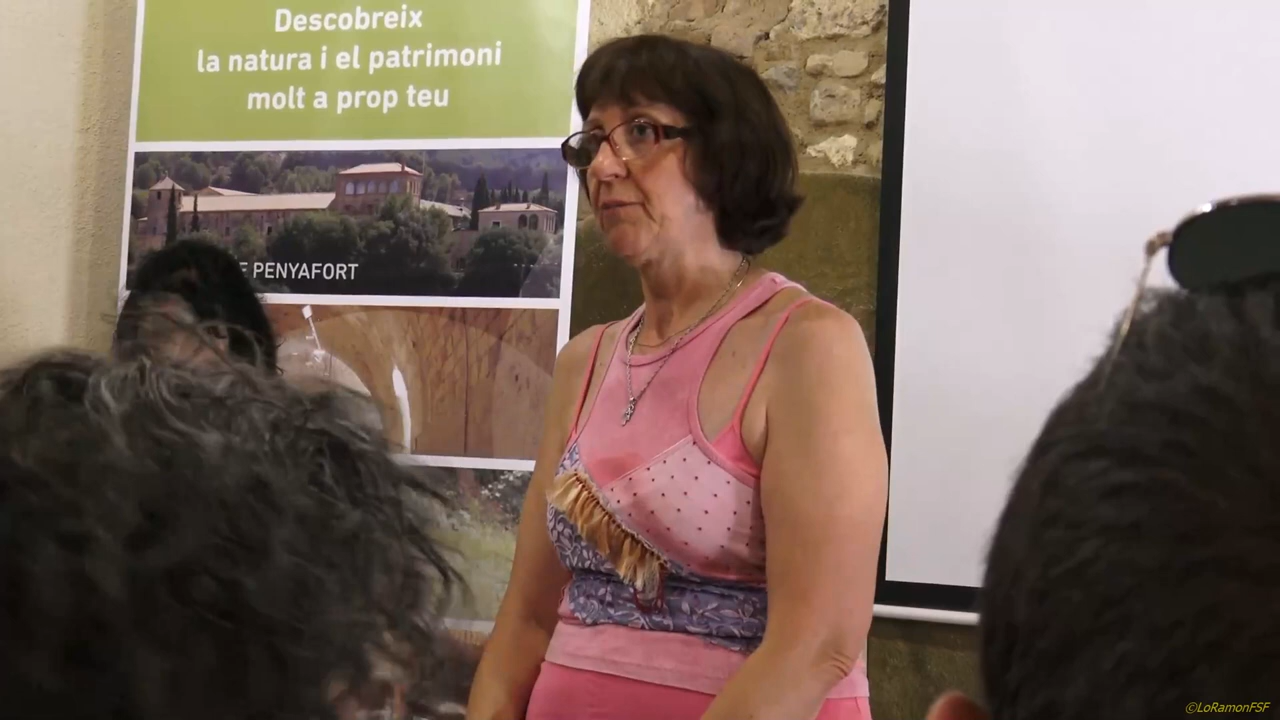 Descobreix
la natura i el patrimoni
molt a prop teu
E PENYAFORT
©LoRamonFSF